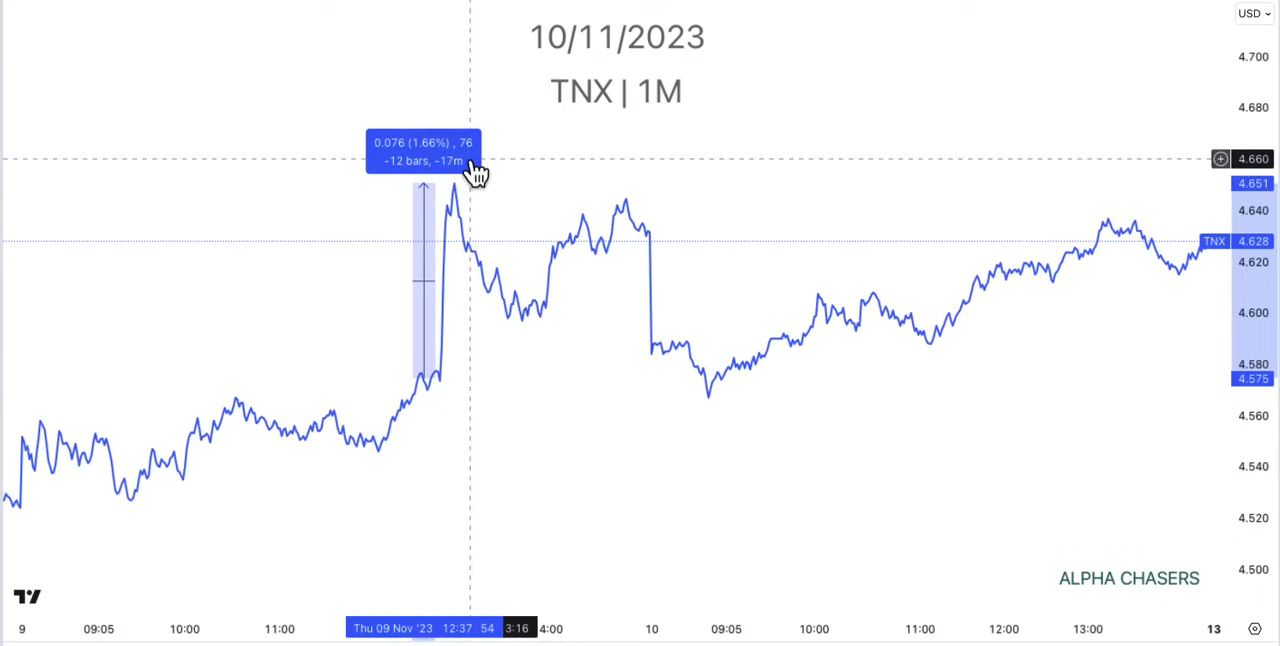 10/11/2023
TNX | 1M
USD
4.700
4.680
0.076 (1.66%) , 76
-12 bars, -17m
4.660
4.651
4.640
TNX 4.628
4.620
4.600
4.580
4.575
4.560
4.540
4.520
4.500
ALPHA CHASERS
9 09:05 10:00 11:00 Thu 09 Nov '23 12:37 54 3:16 4:00 10 09:05 10:00 11:00 12:00 13:00 13